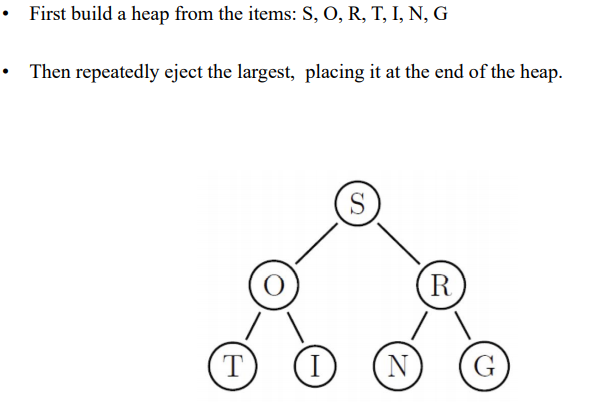 • First build a heap from the items: S, O, R, T, I, N, G
• Then repeatedly eject the largest, placing it at the end of the heap.
S
O R
T I N G